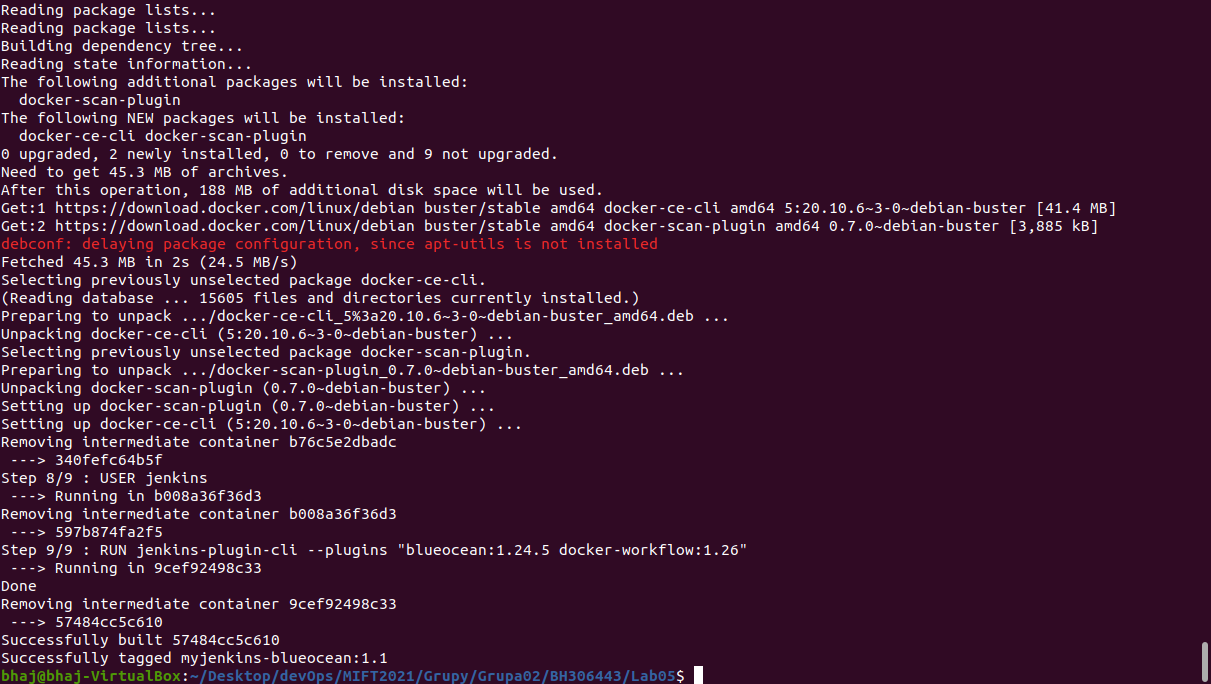 Reading package lists...
Reading package lists...
Building dependency tree...
Reading state information...
The following additional packages will be installed:
  docker-scan-plugin
The following NEW packages will be installed:
  docker-ce-cli docker-scan-plugin
0 upgraded, 2 newly installed, 0 to remove and 9 not upgraded.
Need to get 45.3 MB of archives.
After this operation, 188 MB of additional disk space will be used.
Get:1 https://download.docker.com/linux/debian buster/stable amd64 docker-ce-cli amd64 5:20.10.6~3-0~debian-buster [41.4 MB]
Get:2 https://download.docker.com/linux/debian buster/stable amd64 docker-scan-plugin amd64 0.7.0~debian-buster [3,885 kB]
debconf: delaying package configuration, since apt-utils is not installed
Fetched 45.3 MB in 2s (24.5 MB/s)
Selecting previously unselected package docker-ce-cli.
(Reading database ... 15605 files and directories currently installed.)
Preparing to unpack .../docker-ce-cli_5%3a20.10.6~3-0~debian-buster_amd64.deb ...
Unpacking docker-ce-cli (5:20.10.6~3-0~debian-buster) ...
Selecting previously unselected package docker-scan-plugin.
Preparing to unpack .../docker-scan-plugin_0.7.0~debian-buster_amd64.deb ...
Unpacking docker-scan-plugin (0.7.0~debian-buster) ...
Setting up docker-scan-plugin (0.7.0~debian-buster) ...
Setting up docker-ce-cli (5:20.10.6~3-0~debian-buster) ...
Removing intermediate container b76c5e2dbadc
 ---> 340fefc64b5f
Step 8/9 : USER jenkins
 ---> Running in b008a36f36d3
Removing intermediate container b008a36f36d3
 ---> 597b874fa2f5
Step 9/9 : RUN jenkins-plugin-cli --plugins "blueocean:1.24.5 docker-workflow:1.26"
 ---> Running in 9cef92498c33
Done
Removing intermediate container 9cef92498c33
 ---> 57484cc5c610
Successfully built 57484cc5c610
Successfully tagged myjenkins-blueocean:1.1
bhaj@bhaj-VirtualBox:~/Desktop/devOps/MIFT2021/Grupy/Grupa02/BH306443/Lab05$